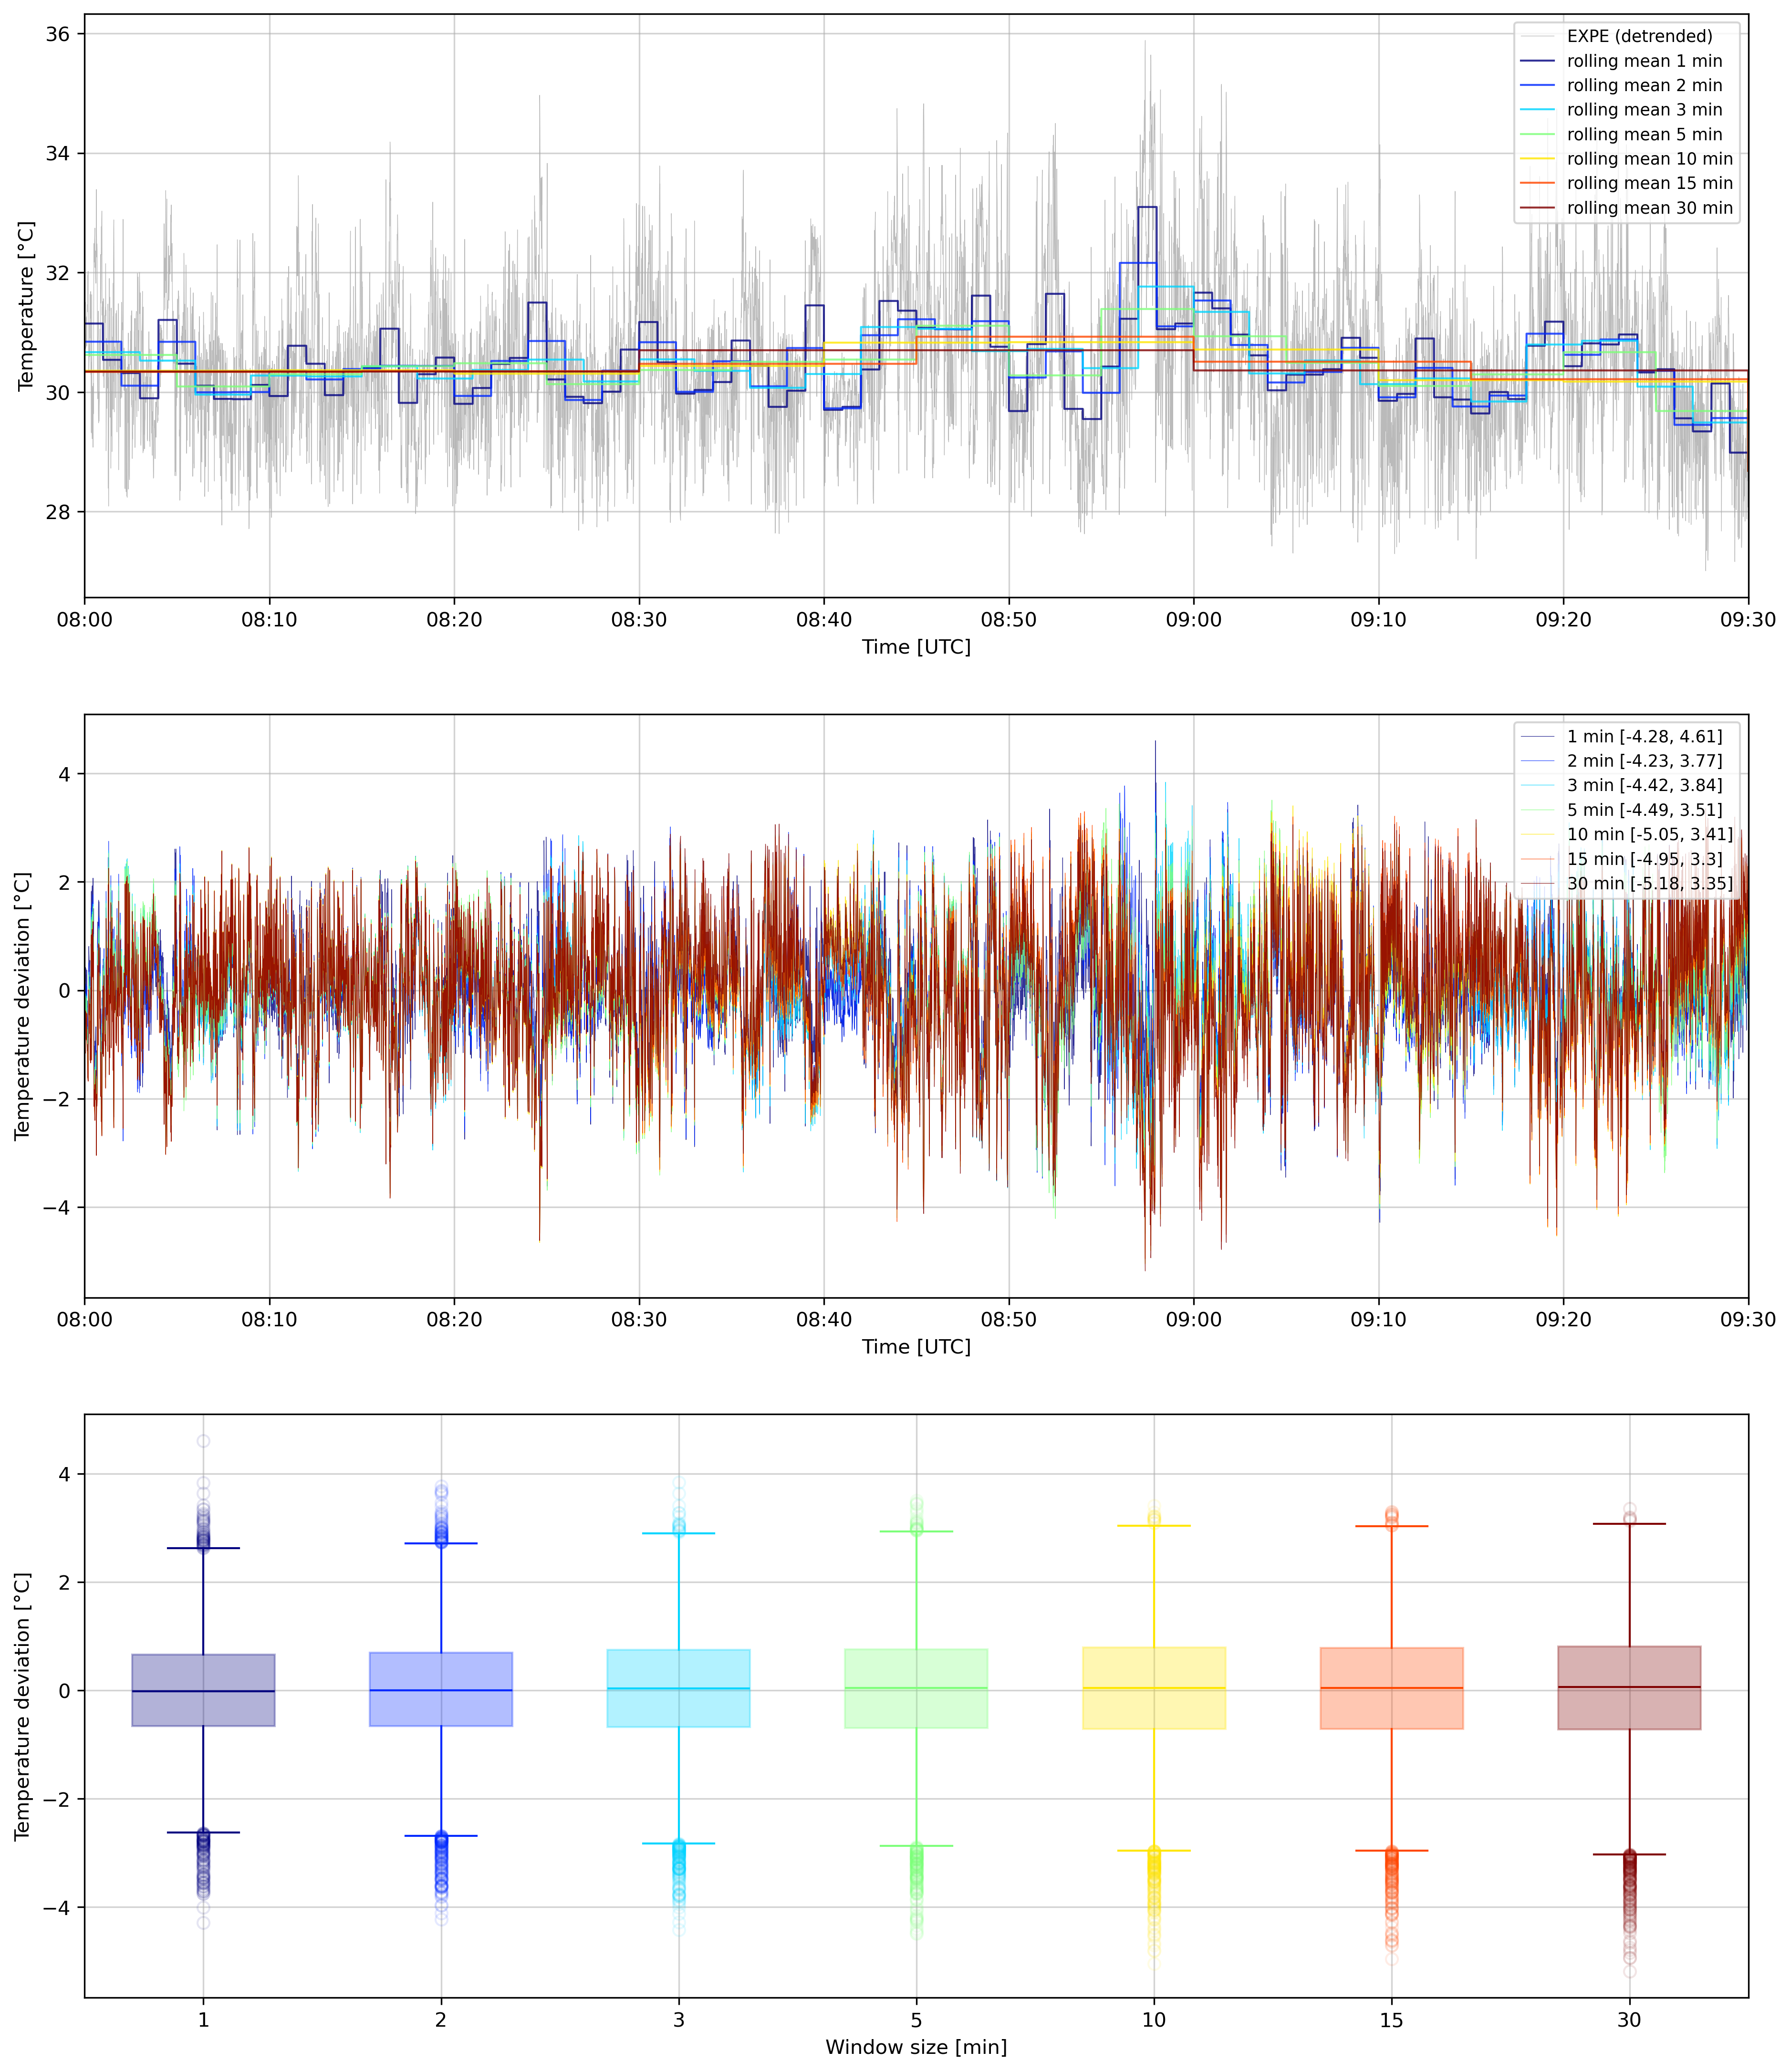 36
34
32
30
28
Temperature [°C]
EXPE (detrended)
rolling mean 1 min
rolling mean 2 min
rolling mean 3 min
rolling mean 5 min
rolling mean 10 min
rolling mean 15 min
rolling mean 30 min
08:00 08:10 08:20 08:30 08:40 08:50 09:00 09:10 09:20 09:30
Time [UTC]
4
2
0
−2
−4
Temperature deviation [°C]
1 min [-4.28, 4.61]
2 min [-4.23, 3.77]
3 min [-4.42, 3.84]
5 min [-4.49, 3.51]
10 min [-5.05, 3.41]
15 min [-4.95, 3.3]
30 min [-5.18, 3.35]
08:00 08:10 08:20 08:30 08:40 08:50 09:00 09:10 09:20 09:30
Time [UTC]
4
2
0
−2
−4
Temperature deviation [°C]
1 2 3 5 10 15 30
Window size [min]